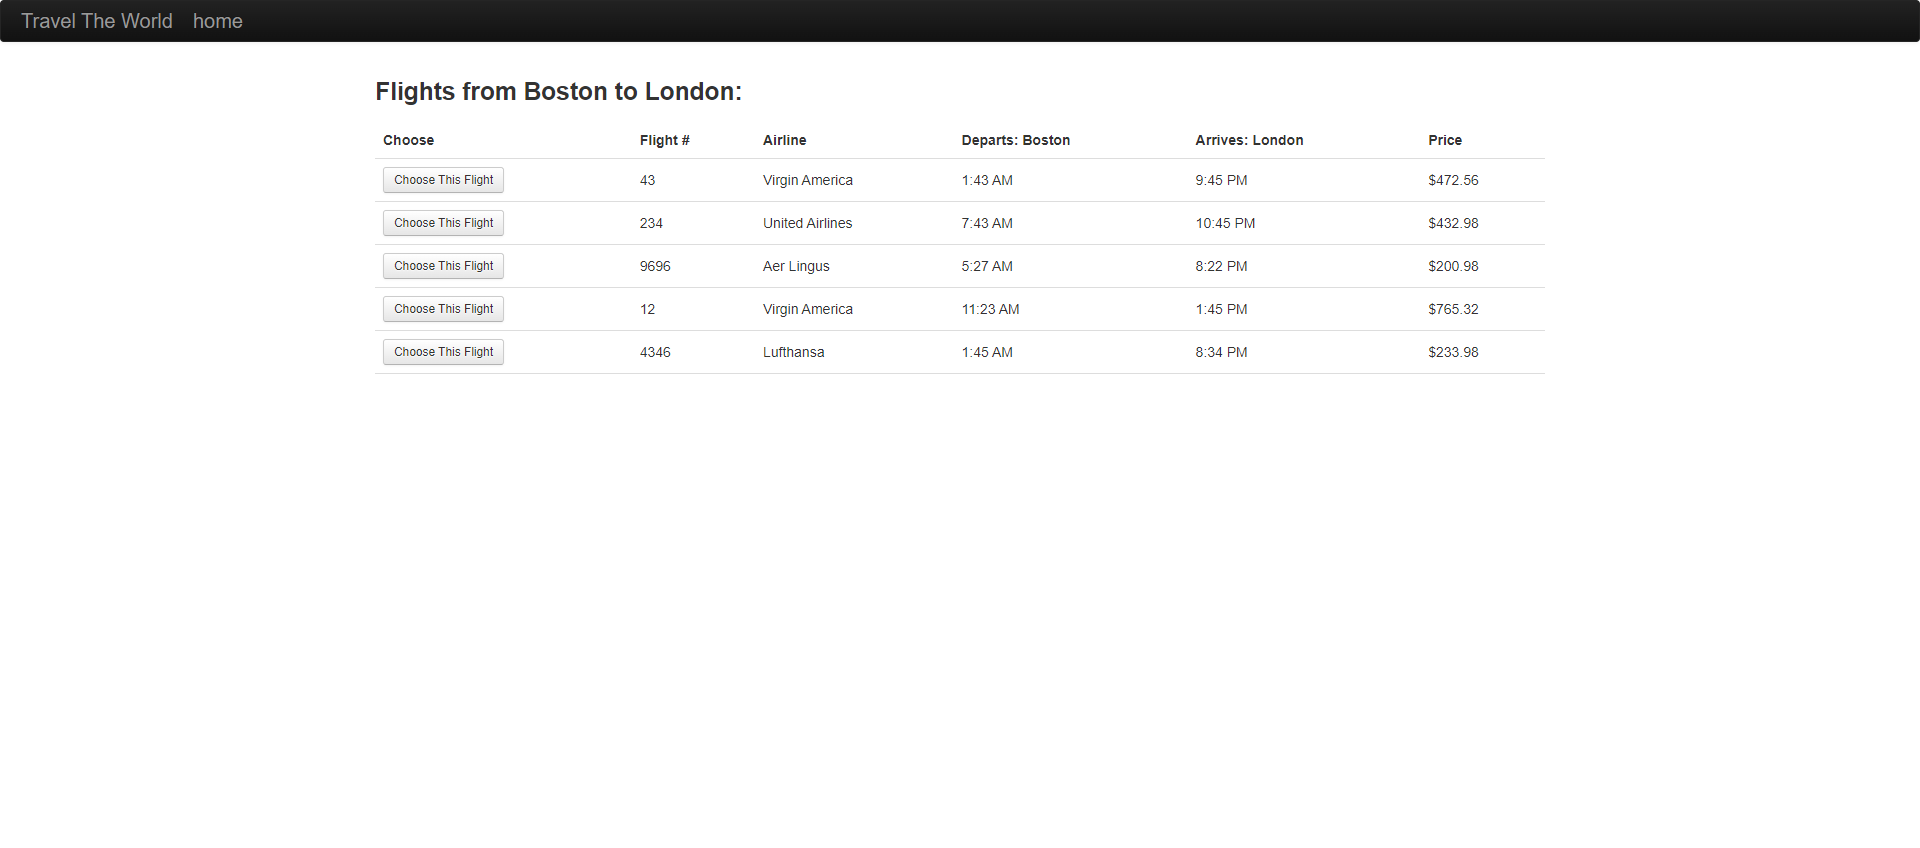 Travel The World home
Flights from Boston to London:
Choose Flight # Airline Departs: Boston Arrives: London Price
Choose This Flight 43 Virgin America 1:43 AM 9:45 PM $472.56
Choose This Flight 234 United Airlines 7:43 AM 10:45 PM $432.98
Choose This Flight 9696 Aer Lingus 5:27 AM 8:22 PM $200.98
Choose This Flight 12 Virgin America 11:23 AM 1:45 PM $765.32
Choose This Flight 4346 Lufthansa 1:45 AM 8:34 PM $233.98